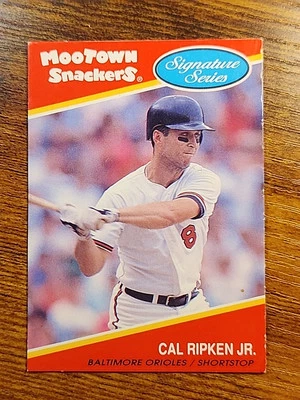 MooTown
Snackers®
Signature
Series
8
CAL RIPKEN JR.
BALTIMORE ORIOLES / SHORTSTOP